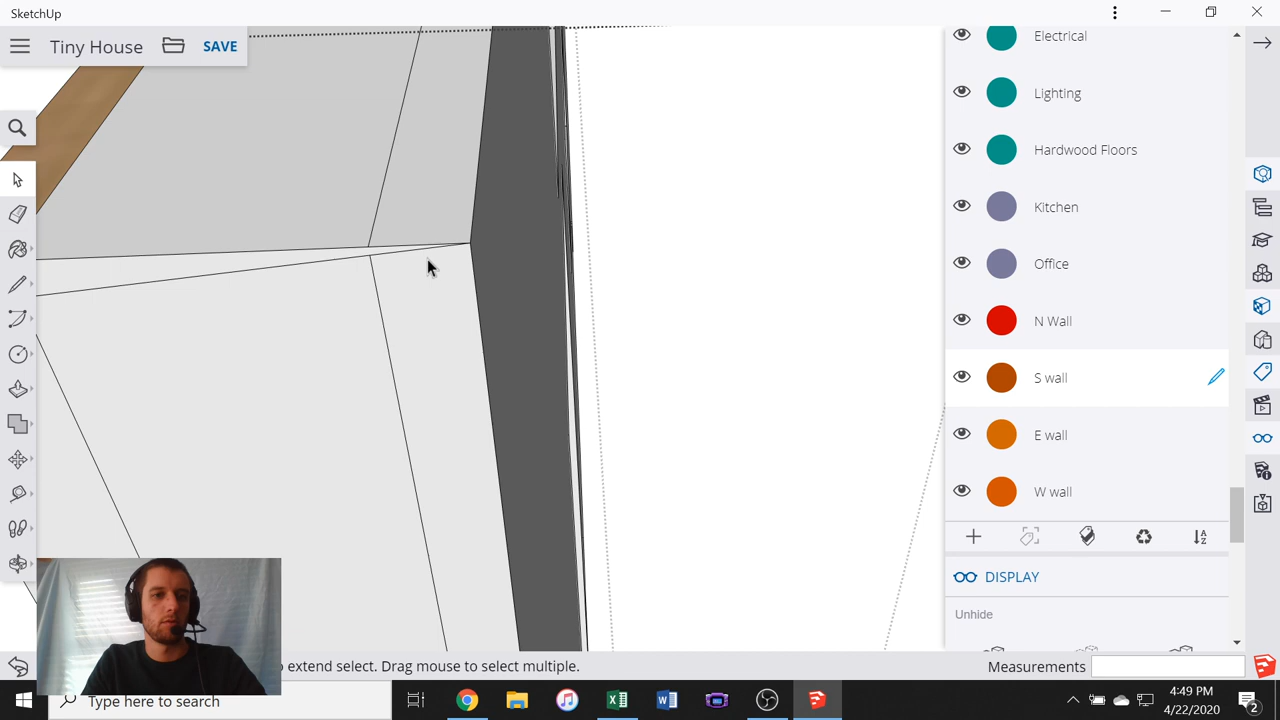 SketchUp
Tiny House
SAVE
Electrical
Lighting
Hardwood Floors
Kitchen
Office
N Wall
wall
wall
DISPLAY
Unhide
extend select. Drag mouse to select multiple.
Measurements
Type here to search
4:49 PM
4/22/2020
2